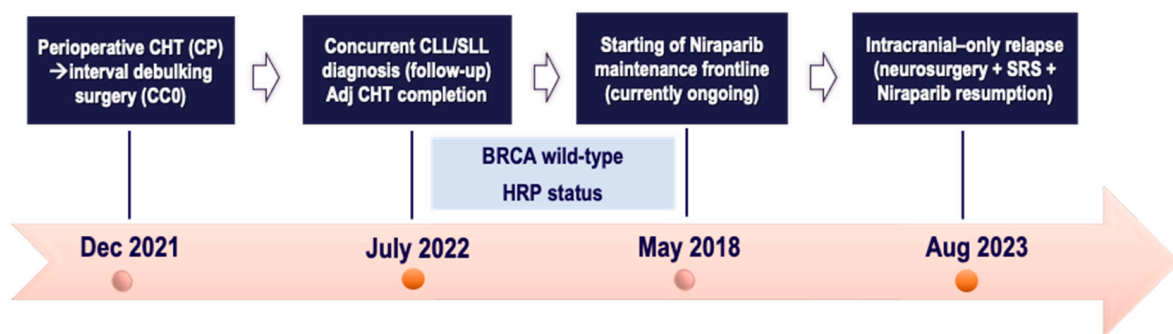 Perioperative CHT (CP)
→interval debulking
surgery (CC0)
Concurrent CLL/SLL
diagnosis (follow-up)
Adj CHT completion
Starting of Niraparib
maintenance frontline
(currently ongoing)
Intracranial–only relapse
(neurosurgery + SRS +
Niraparib resumption)
BRCA wild-type
HRP status
Dec 2021
July 2022
May 2018
Aug 2023